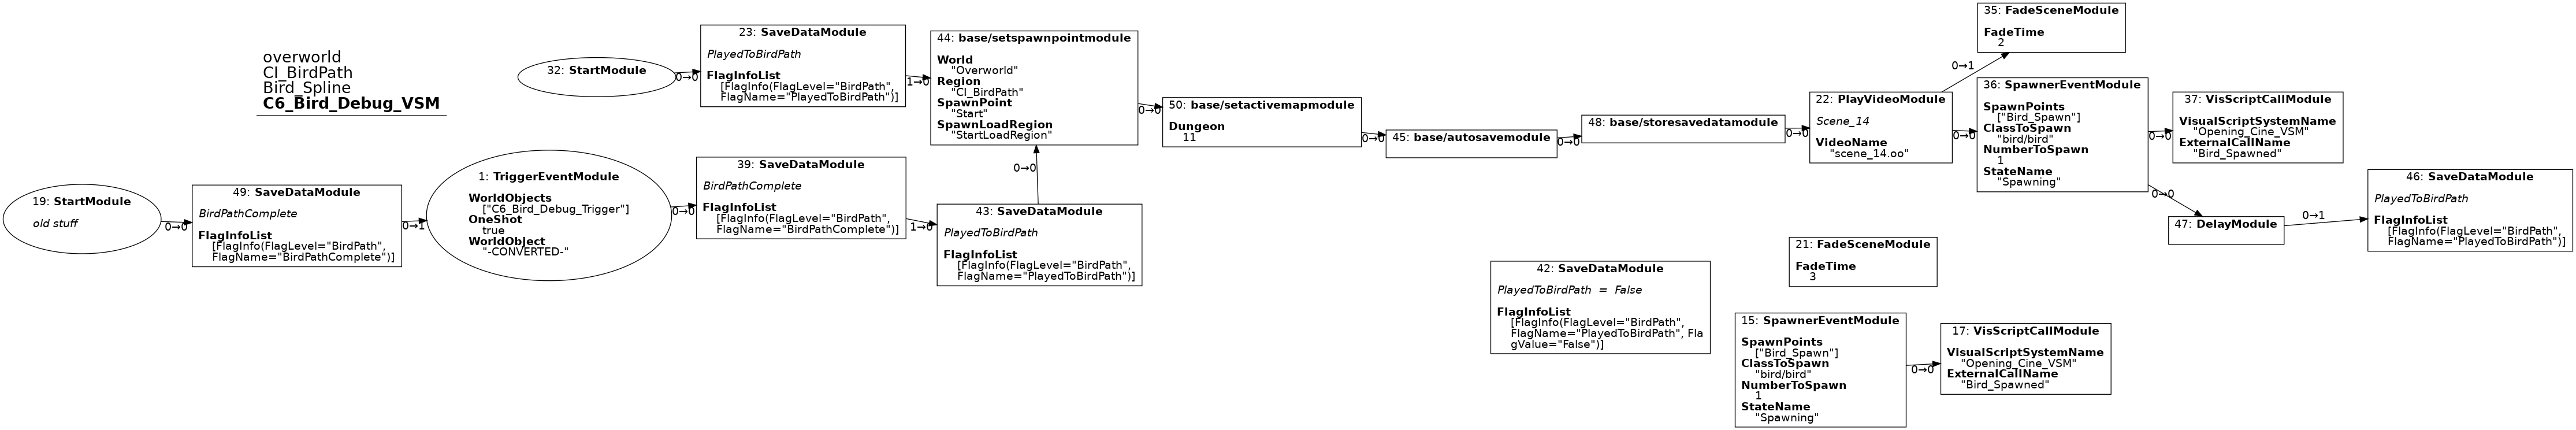 overworld
CI_BirdPath
Bird_Spline
C6_Bird_Debug_VSM
19: StartModule
old stuff
0→0
49: SaveDataModule
BirdPathComplete
FlagInfoList
[FlagInfo(FlagLevel="BirdPath",
FlagName="BirdPathComplete")]
0→1
1: TriggerEventModule
WorldObjects
["C6_Bird_Debug_Trigger"]
OneShot
true
WorldObject
"-CONVERTED-"
0→0
32: StartModule
0→0
23: SaveDataModule
PlayedToBirdPath
FlagInfoList
[FlagInfo(FlagLevel="BirdPath",
FlagName="PlayedToBirdPath")]
1→0
39: SaveDataModule
BirdPathComplete
FlagInfoList
[FlagInfo(FlagLevel="BirdPath",
FlagName="BirdPathComplete")]
1→0
44: base/setspawnpointmodule
World
"Overworld"
Region
"CI_BirdPath"
SpawnPoint
"Start"
SpawnLoadRegion
"StartLoadRegion"
0→0
0→0
43: SaveDataModule
PlayedToBirdPath
FlagInfoList
[FlagInfo(FlagLevel="BirdPath",
FlagName="PlayedToBirdPath")]
50: base/setactivemapmodule
Dungeon
11
0→0
45: base/autosavemodule
0→0
48: base/storesavedatamodule
0→0
22: PlayVideoModule
Scene_14
VideoName
"scene_14.oo"
0→1
0→0
35: FadeSceneModule
FadeTime
2
36: SpawnerEventModule
SpawnPoints
["Bird_Spawn"]
ClassToSpawn
"bird/bird"
NumberToSpawn
1
StateName
"Spawning"
0→0
0→0
37: VisScriptCallModule
VisualScriptSystemName
"Opening_Cine_VSM"
ExternalCallName
"Bird_Spawned"
47: DelayModule
0→1
46: SaveDataModule
PlayedToBirdPath
FlagInfoList
[FlagInfo(FlagLevel="BirdPath",
FlagName="PlayedToBirdPath")]
42: SaveDataModule
PlayedToBirdPath = False
FlagInfoList
[FlagInfo(FlagLevel="BirdPath",
FlagName="PlayedToBirdPath", Fla
gValue="False")]
21: FadeSceneModule
FadeTime
3
15: SpawnerEventModule
SpawnPoints
["Bird_Spawn"]
ClassToSpawn
"bird/bird"
NumberToSpawn
1
StateName
"Spawning"
0→0
17: VisScriptCallModule
VisualScriptSystemName
"Opening_Cine_VSM"
ExternalCallName
"Bird_Spawned"